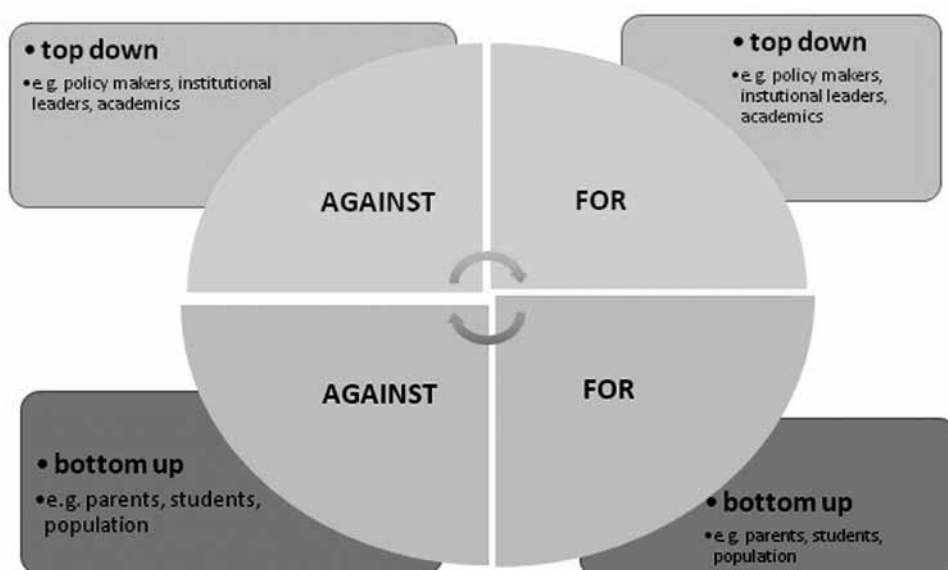 • top down
•e.g. policy makers, institutional
leaders, academics
• top down
•e.g. policy makers,
instutional leaders,
academics
AGAINST
FOR
AGAINST
FOR
• bottom up
•e.g. parents, students,
population
• bottom up
•e.g. parents, students,
population